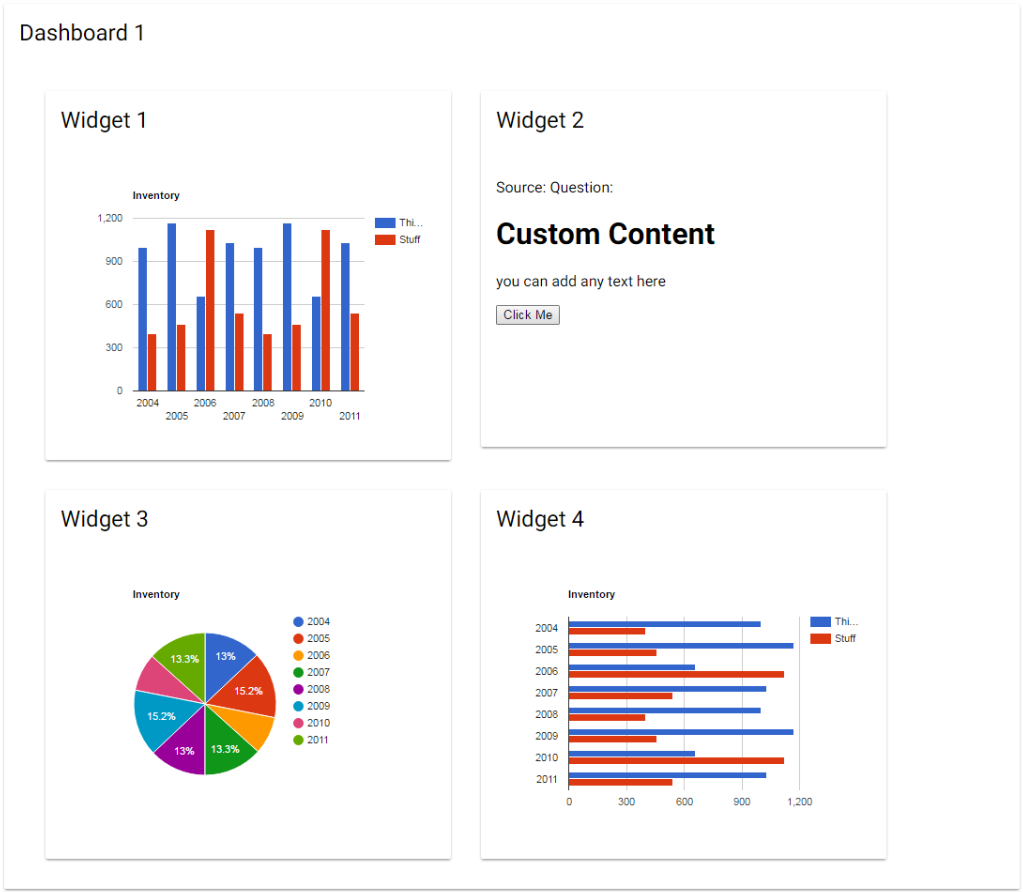 Dashboard 1
Widget 1
Inventory
1,200
900
600
300
0
2004
2005
2006
2007
2008
2009
2010
2011
Thi...
Stuff
Widget 2
Source: Question:
Custom Content
you can add any text here
Click Me
Widget 3
Inventory
13%
15.2%
13.3%
13%
15.2%
13.3%
2004
2005
2006
2007
2008
2009
2010
2011
Widget 4
Inventory
2004
2005
2006
2007
2008
2009
2010
2011
0
300
600
900
1,200
Thi...
Stuff